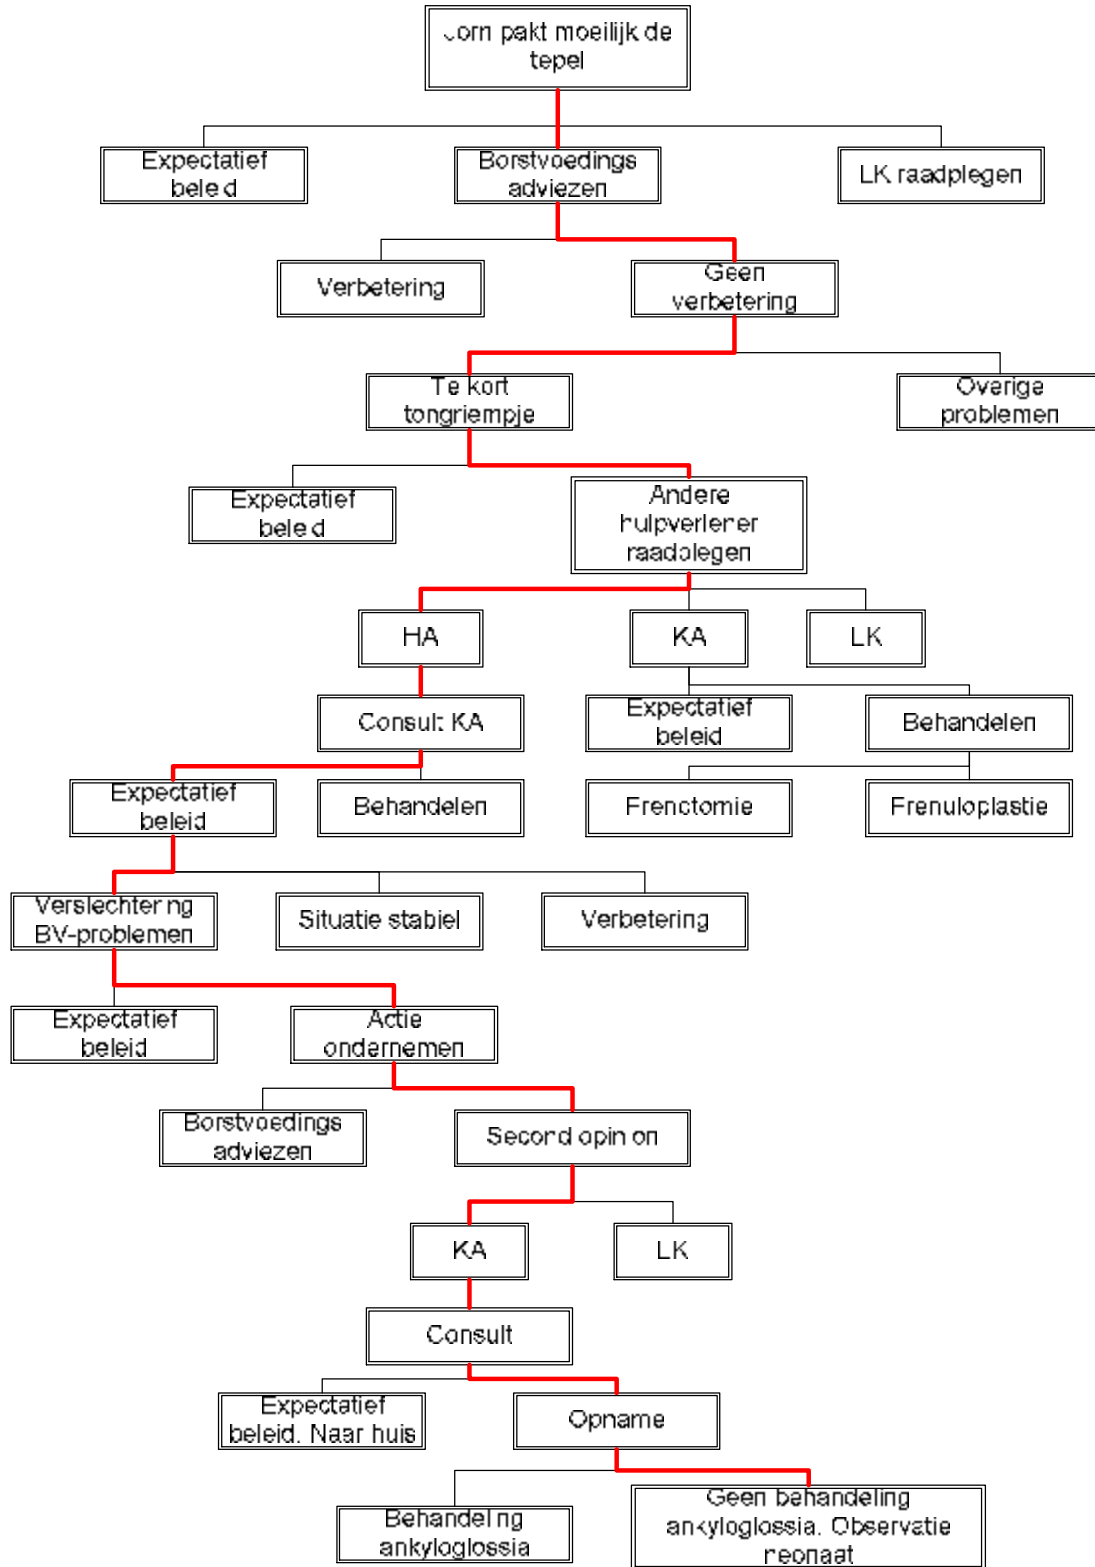 Jorn pakt moeilijk de
tepel
Expectatief
beleid
Borstvoedings
adviezen
LK raadplegen
Verbetering
Geen
verbetering
Te kort
tongriempje
Overige
problemen
Expectatief
beleid
Andere
hulpverlener
raadplegen
HA
KA
LK
Consult KA
Expectatief
beleid
Behandelen
Expectatief
beleid
Behandelen
Frenctomie
Frenuloplastie
Verslechtering
BV-problemen
Situatie stabiel
Verbetering
Expectatief
beleid
Actie
ondernemen
Borstvoedings
adviezen
Second opinion
KA
LK
Consult
Expectatief
beleid. Naar huis
Opname
Behandeling
ankyloglossia
Geen behandeling
ankyloglossia. Observatie
neonaat